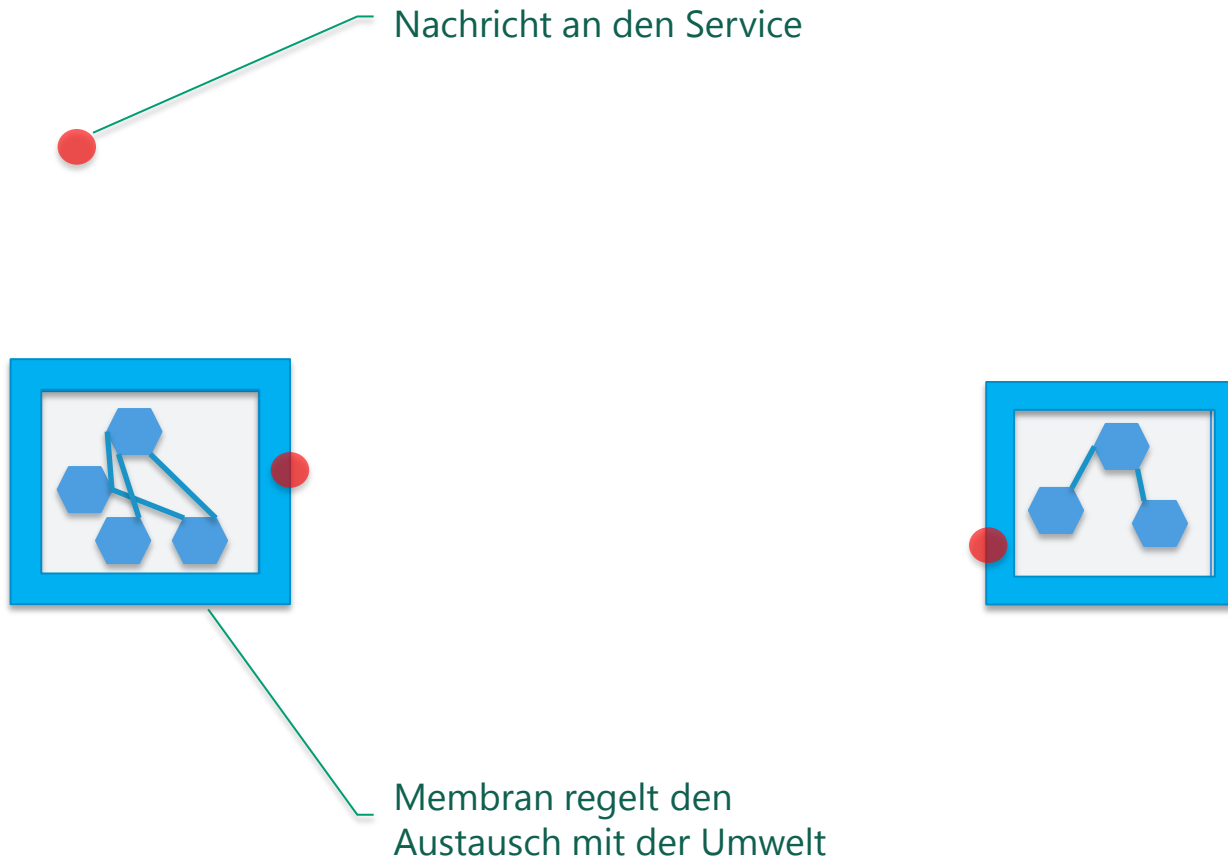 Nachricht an den Service
Membran regelt den
Austausch mit der Umwelt